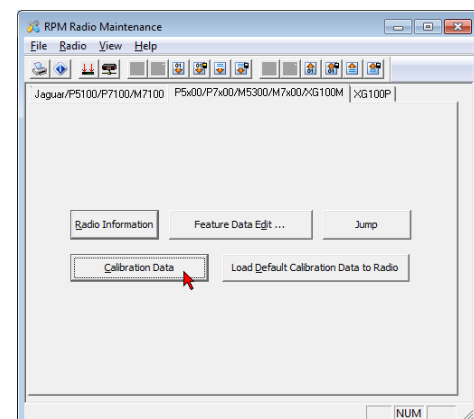 RPM Radio Maintenance
File Radio View Help
Jaguar/P5100/P7100/M7100 P5x00/P7x00/M5300/M7x00/XG100M XG100P
Radio Information Feature Data Edit ... Jump
Calibration Data Load Default Calibration Data to Radio
NUM